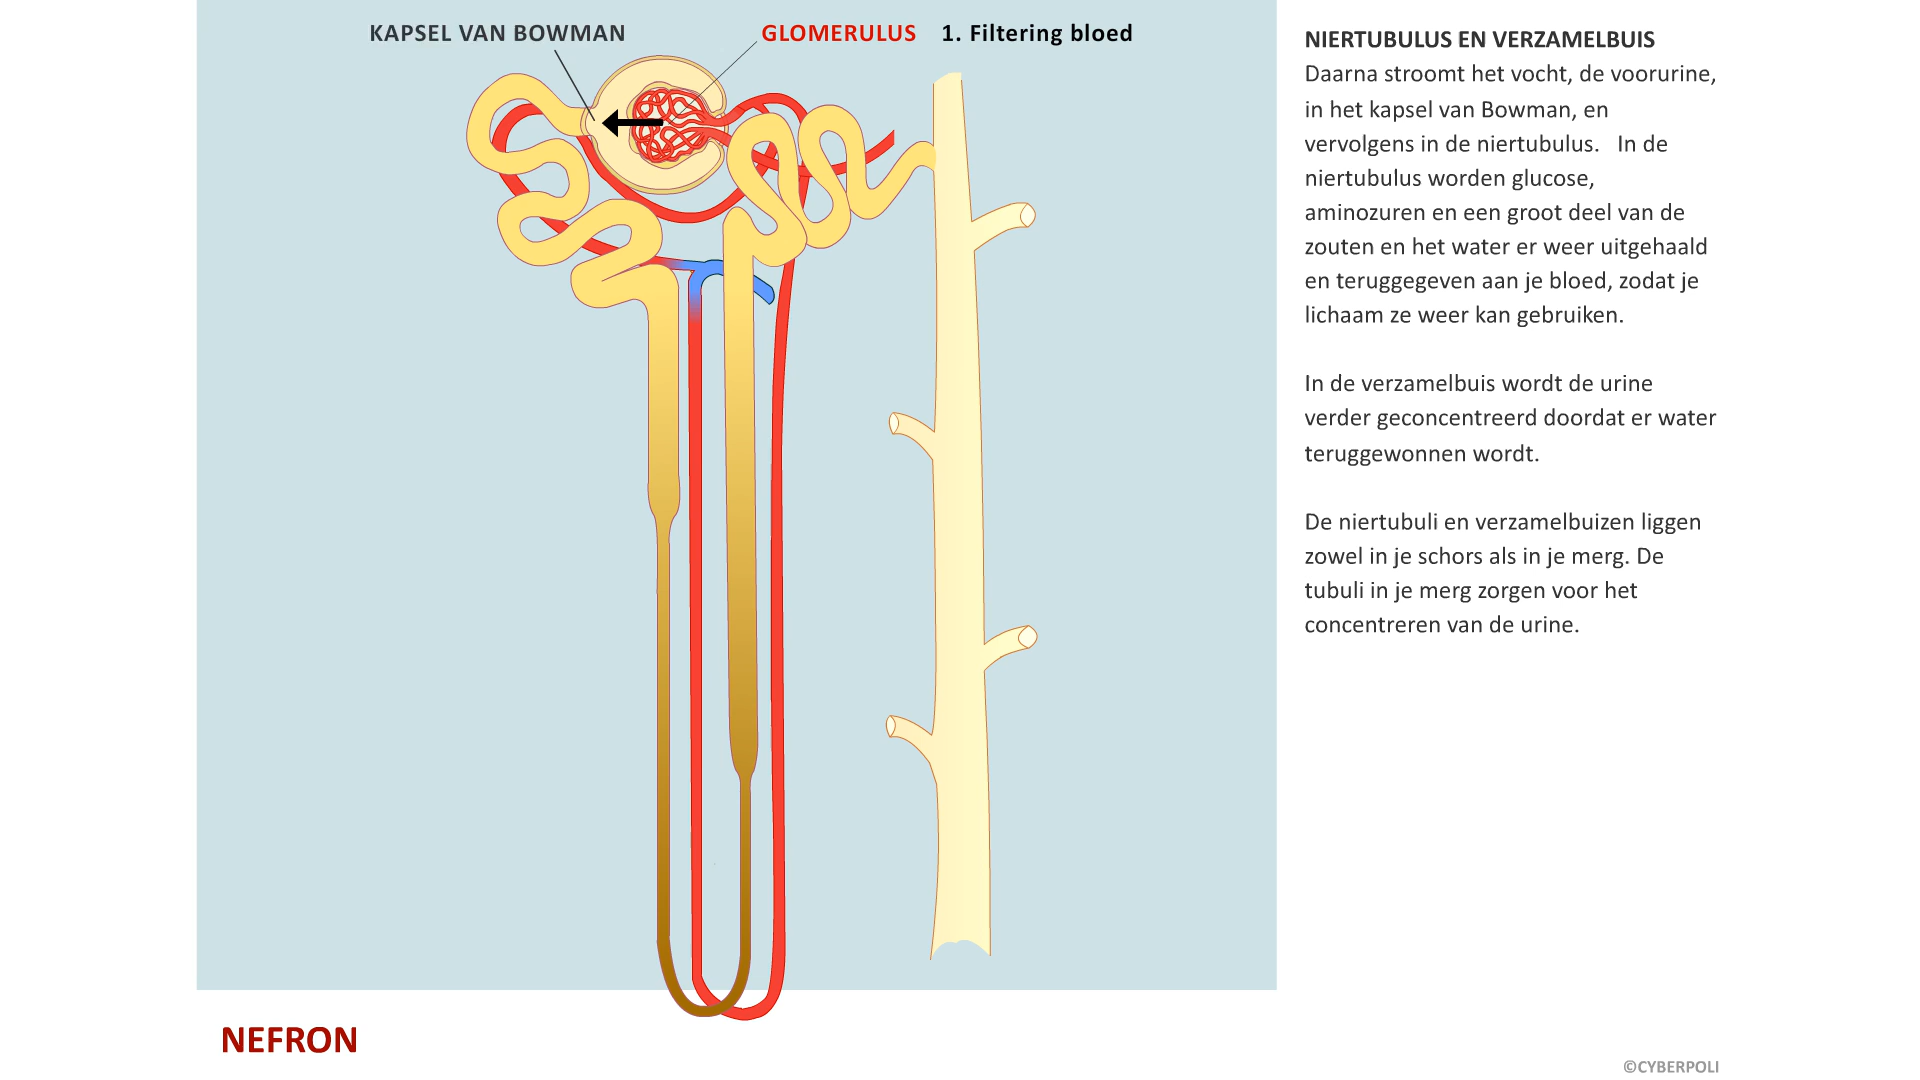 KAPSEL VAN BOWMAN
GLOMERULUS
1. Filtering bloed
NIERTUBULUS EN VERZAMELBUIS
Daarna stroomt het vocht, de voorurine,
in het kapsel van Bowman, en
vervolgens in de niertubulus.   In de
niertubulus worden glucose,
aminozuren en een groot deel van de
zouten en het water er weer uitgehaald
en teruggegeven aan je bloed, zodat je
lichaam ze weer kan gebruiken.
In de verzamelbuis wordt de urine
verder geconcentreerd doordat er water
teruggewonnen wordt.
De niertubuli en verzamelbuizen liggen
zowel in je schors als in je merg. De
tubuli in je merg zorgen voor het
concentreren van de urine.
NEFRON
©CYBERPOLI